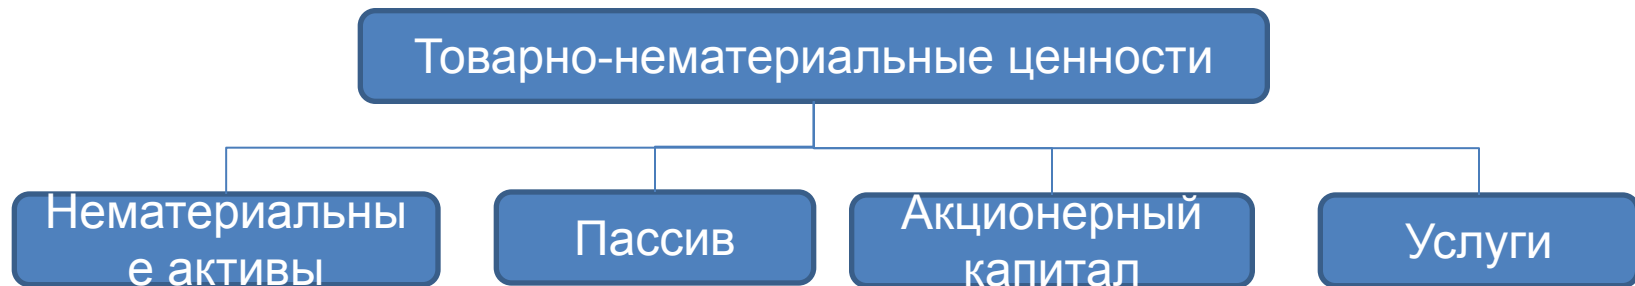 Товарно-нематериальные ценности
Нематериальны
е активы
Пассив
Акционерный
капитал
Услуги